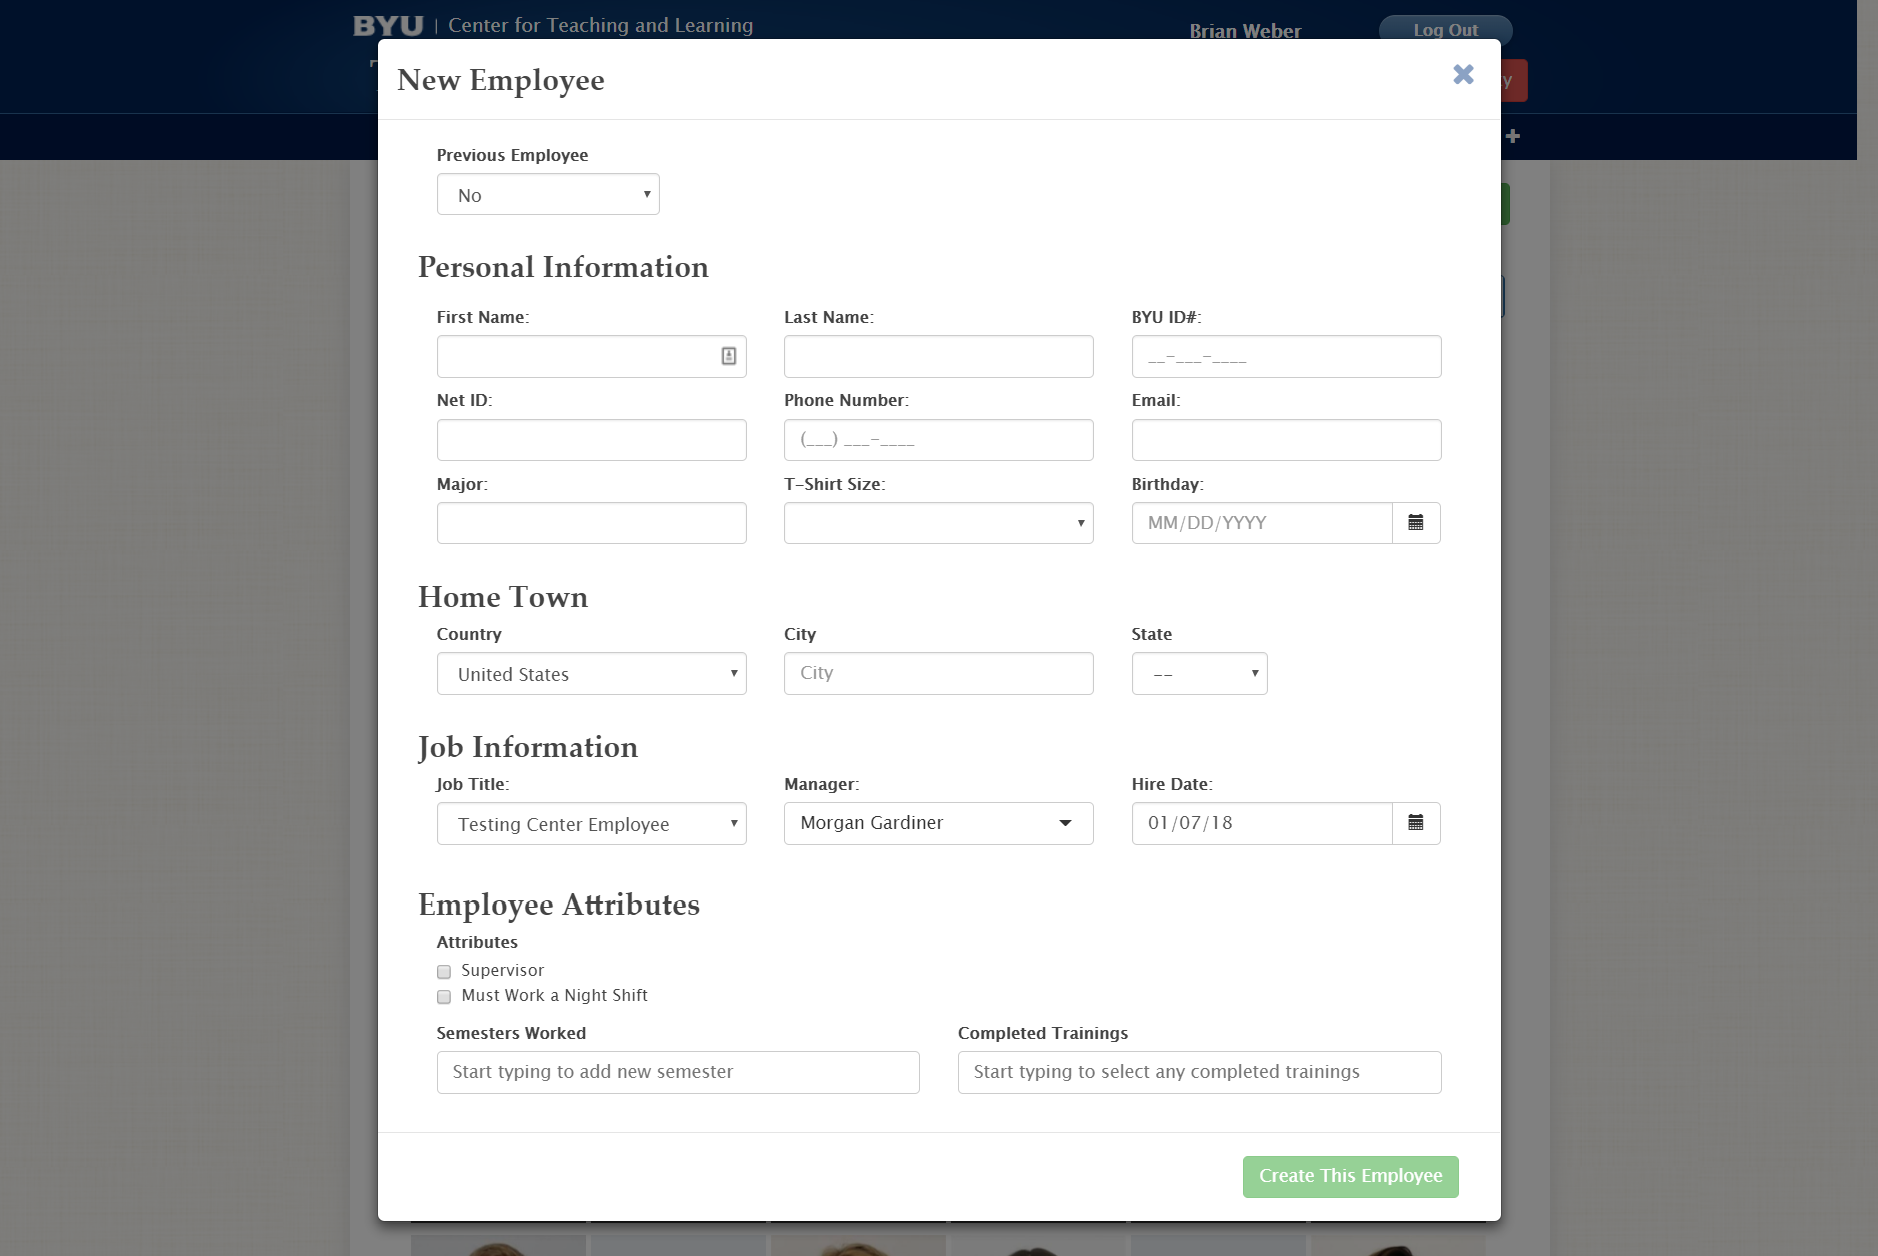 BYU | Center for Teaching and Learning
Brian Weber
Log Out
New Employee
Previous Employee
No
Personal Information
First Name:
Last Name:
BYU ID#:
__-___-____
Net ID:
Phone Number:
Email:
(___) ___-____
Major:
T-Shirt Size:
Birthday:
MM/DD/YYYY
Home Town
Country
City
State
United States
City
--
Job Information
Job Title:
Manager:
Hire Date:
Testing Center Employee
Morgan Gardiner
01/07/18
Employee Attributes
Attributes
Supervisor
Must Work a Night Shift
Semesters Worked
Completed Trainings
Start typing to add new semester
Start typing to select any completed trainings
Create This Employee